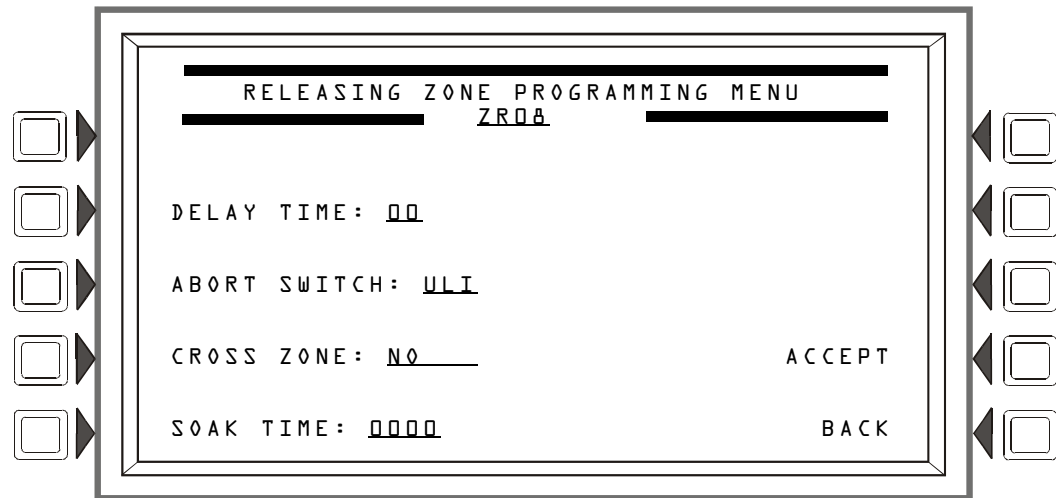 RELEASING ZONE PROGRAMMING MENU
ZR08
DELAY TIME: 00
ABORT SWITCH: ULI
CROSS ZONE: NO
ACCEPT
SOAK TIME: 0000
BACK